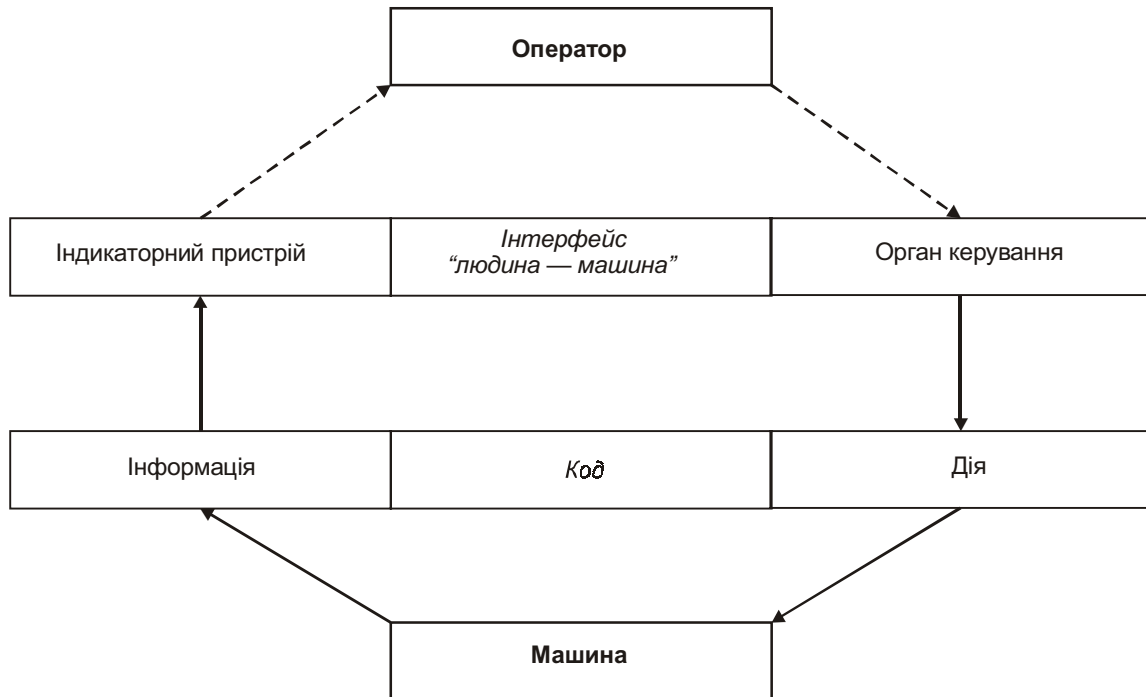 Оператор
Індикаторний пристрій
Інтерфейс
“людина — машина”
Орган керування
Інформація
Код
Дія
Машина